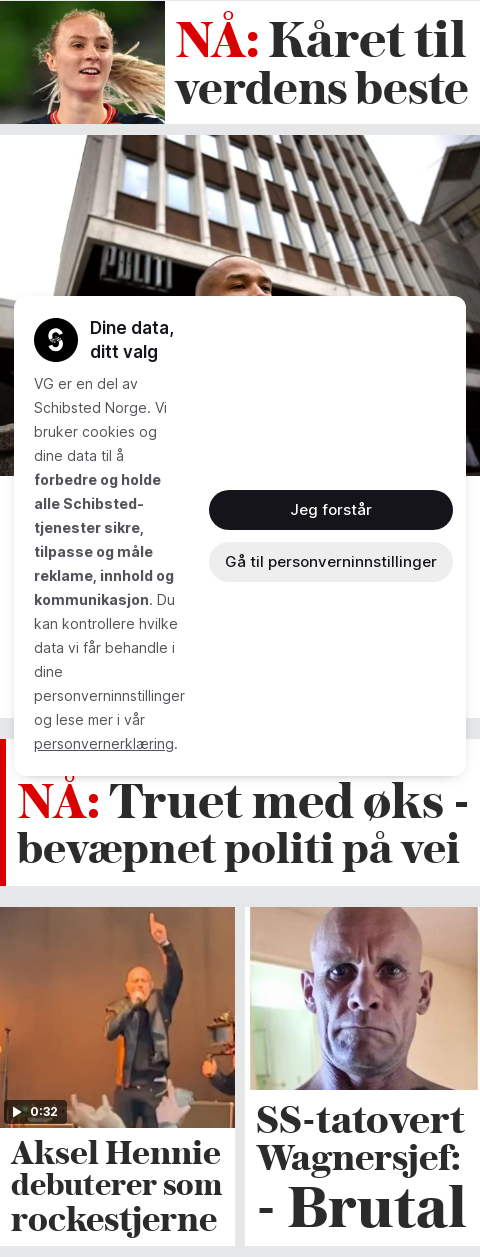 NÅ: Kåret til
verdens beste
POLITI
Dine data,
ditt valg
VG er en del av
Schibsted Norge. Vi
bruker cookies og
dine data til å
forbedre og holde
alle Schibsted-
tjenester sikre,
tilpasse og måle
reklame, innhold og
kommunikasjon. Du
kan kontrollere hvilke
data vi får behandle i
dine
personverninnstillinger
og lese mer i vår
personvernerklæring.
Jeg forstår
Gå til personverninnstillinger
NÅ: Truet med øks -
bevæpnet politi på vei
0:32
Aksel Hennie
debuterer som
rockestjerne
SS-tatovert
Wagnersjef:
- Brutal